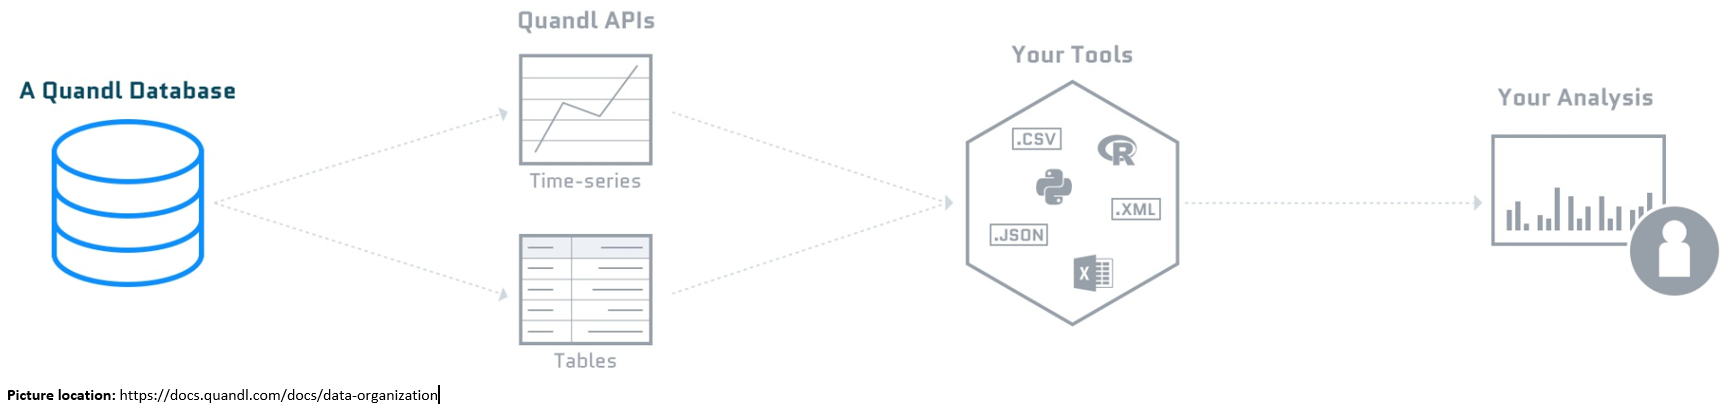 Quandl APIs
Your Tools
A Quandl Database
Your Analysis
.CSV
R
Time-series
.XML
.JSON
X
Tables
Picture location: https://docs.quandl.com/docs/data-organization